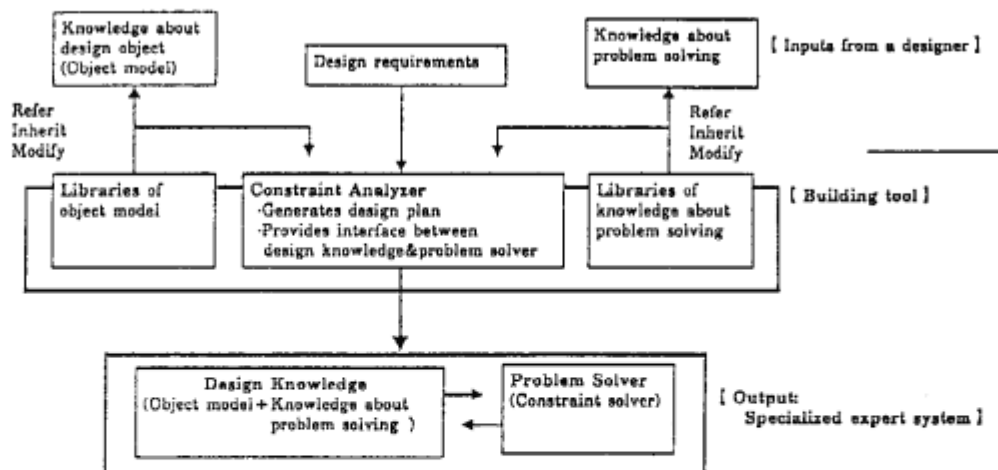 Knowledge about
design object
(Object model)
Design requirements
Knowledge about
problem solving
[ Inputs from a designer ]
Refer
Inherit
Modify
Refer
Inherit
Modify
Libraries of
object model
Constraint Analyzer
·Generates design plan
·Provides interface between
design knowledge&problem solver
Libraries of
knowledge about
problem solving
[ Building tool ]
Design Knowledge
(Object model+Knowledge about
problem solving )
Problem Solver
(Constraint solver)
[ Output:
Specialized expert system ]